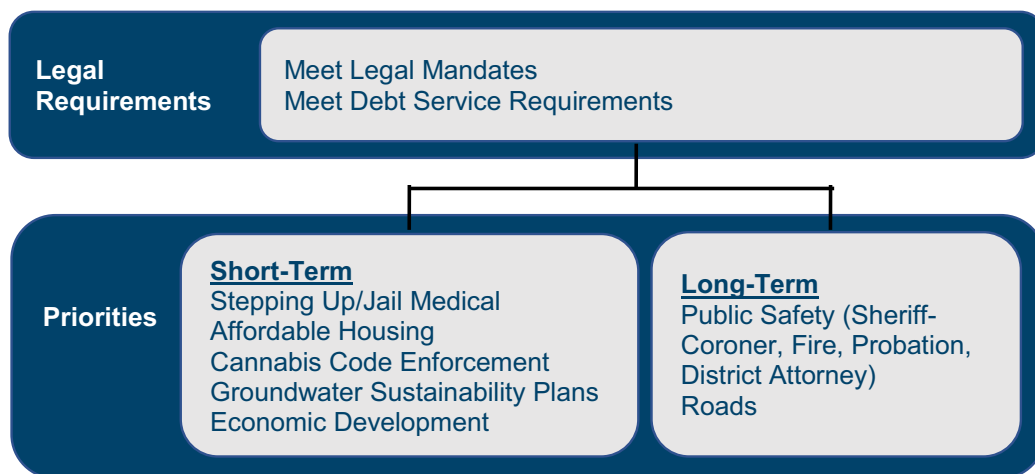 Legal
Requirements
Meet Legal Mandates
Meet Debt Service Requirements
Priorities
Short-Term
Stepping Up/Jail Medical
Affordable Housing
Cannabis Code Enforcement
Groundwater Sustainability Plans
Economic Development
Long-Term
Public Safety (Sheriff-
Coroner, Fire, Probation,
District Attorney)
Roads